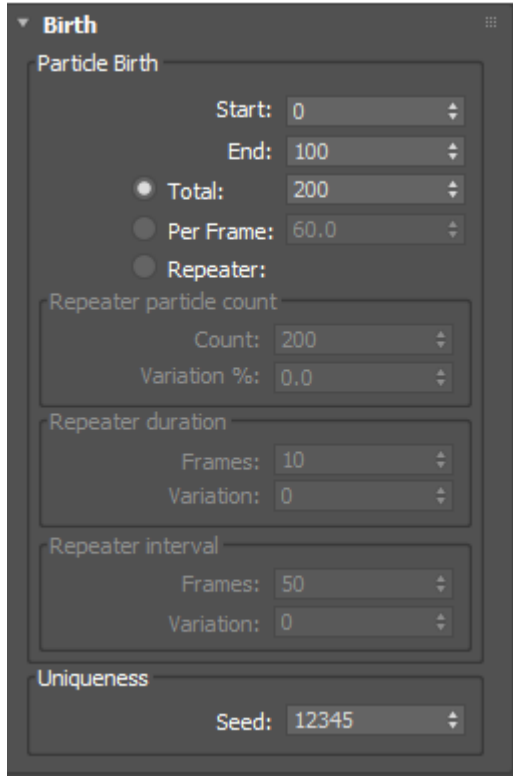 Birth
Particle Birth
Start: 0
End: 100
Total: 200
Per Frame: 60.0
Repeater:
Repeater particle count
Count: 200
Variation %: 0.0
Repeater duration
Frames: 10
Variation: 0
Repeater interval
Frames: 50
Variation: 0
Uniqueness
Seed: 12345